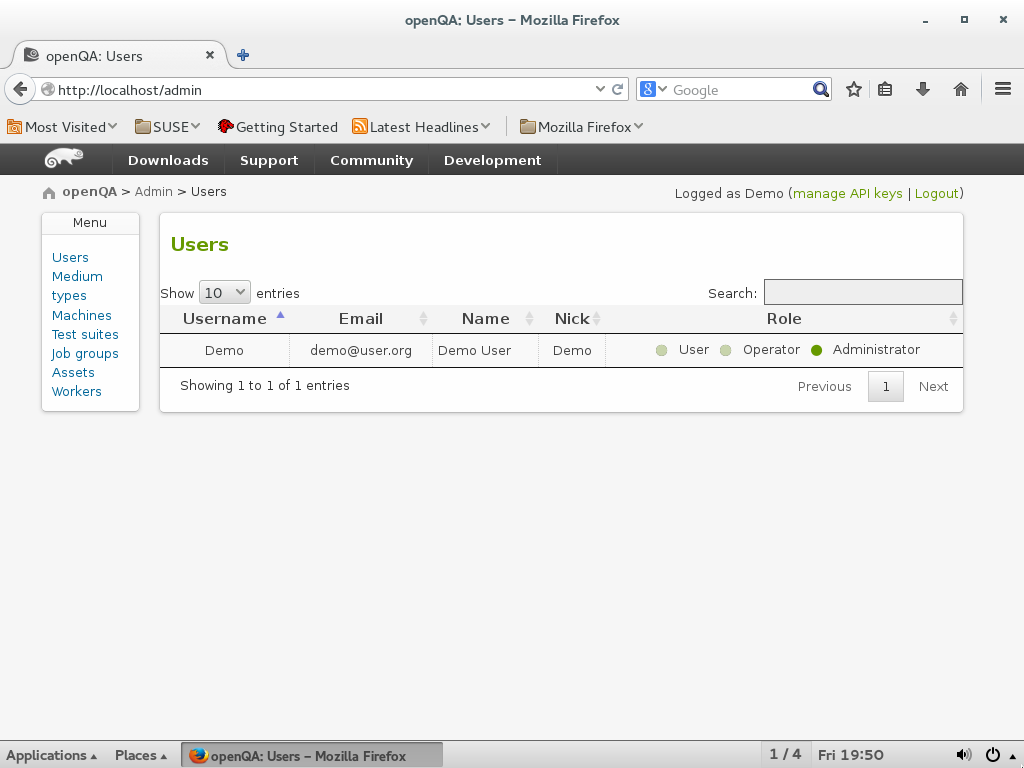 openQA: Users – Mozilla Firefox
openQA: Users
http://localhost/admin
Google
Most Visited
SUSE
Getting Started
Latest Headlines
Mozilla Firefox
Downloads
Support
Community
Development
openQA > Admin > Users
Logged as Demo (manage API keys | Logout)
Menu
Users
Medium
types
Machines
Test suites
Job groups
Assets
Workers
Users
Show 10 entries
Search:
Username Email Name Nick Role
Demo demo@user.org Demo User Demo User Operator Administrator
Showing 1 to 1 of 1 entries
Previous 1 Next
Applications Places openQA: Users – Mozilla Firefox 1 / 4 Fri 19:50